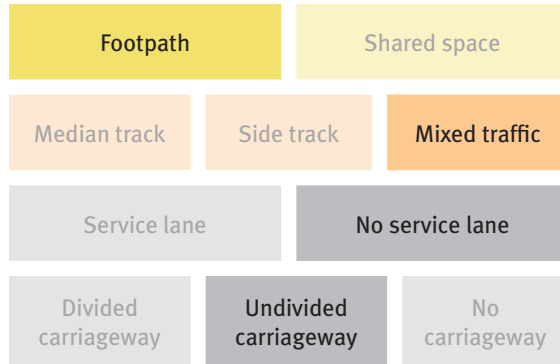 Footpath
Shared space
Median track
Side track
Mixed traffic
Service lane
No service lane
Divided
carriageway
Undivided
carriageway
No
carriageway